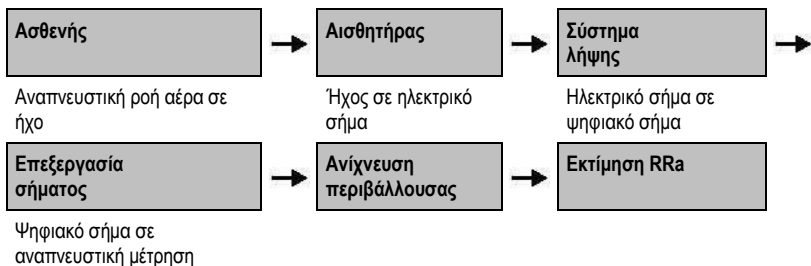 Ασθενής
Αισθητήρας
Σύστημα
λήψης
Αναπνευστική ροή αέρα σε
ήχο
Ήχος σε ηλεκτρικό
σήμα
Ηλεκτρικό σήμα σε
ψηφιακό σήμα
Επεξεργασία
σήματος
Ανίχνευση
περιβάλλουσας
Εκτίμηση RRa
Ψηφιακό σήμα σε
αναπνευστική μέτρηση